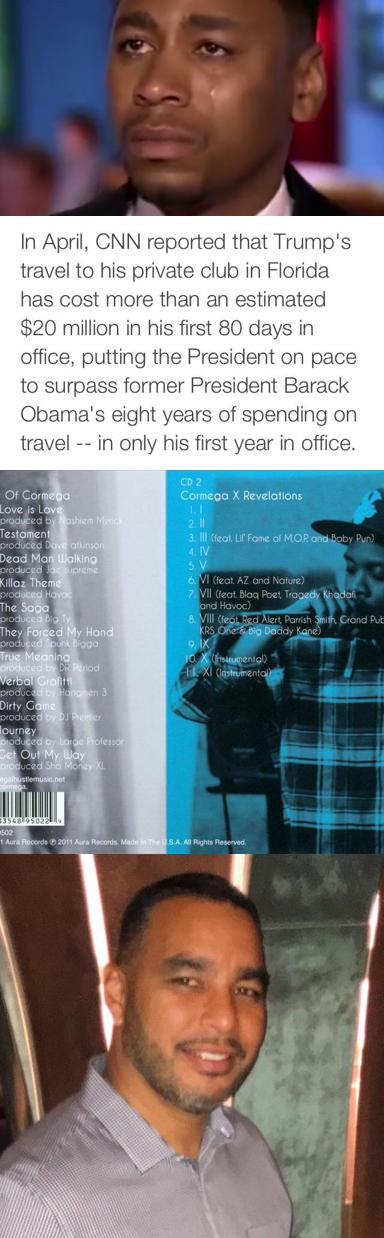 In April, CNN reported that Trump's
travel to his private club in Florida
has cost more than an estimated
$20 million in his first 80 days in
office, putting the President on pace
to surpass former President Barack
Obama's eight years of spending on
travel -- in only his first year in office.
Of Cormega
Love is Love
produced by Nashiem Myrick
Testament
produced Dave atkinson
Dead Man Walking
produced Jae supreme
Killaz Theme
produced Havoc
The Saga
produced Big Ty
They Forced My Hand
produced Spunk Bigga
True Meaning
produced by DR Period
Verbal Graffiti
produced by Hangmen 3
Dirty Game
produced by DJ Premier
Journey
produced by Large Professor
Get Out My Way
produced Sha Money XL
egalhustlemusic.net
cormega.
33548 95022 9
502
1 Aura Records ℗ 2011 Aura Records. Made In The U.S.A. All Rights Reserved.
CD 2
Cormega X Revelations
1. I
2. II
3. III (feat. Lil' Fame of M.O.P. and Baby Pun)
4. IV
5. V
6. VI (feat. AZ and Nature)
7. VII (feat. Blaq Poet, Tragedy Khadafi
and Havoc)
8. VIII (feat. Red Alert, Parrish Smith, Grand Pub
KRS One & Big Daddy Kane)
9. IX
10. X (Instrumental)
11. XI (Instrumental)